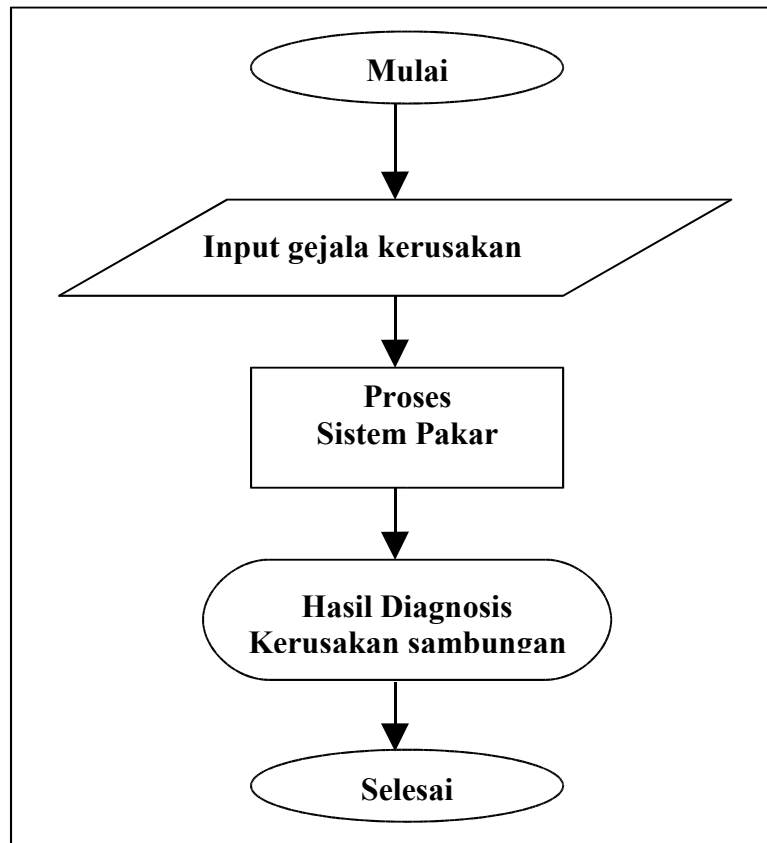 Mulai
Input gejala kerusakan
Proses
Sistem Pakar
Hasil Diagnosis
Kerusakan sambungan
Selesai